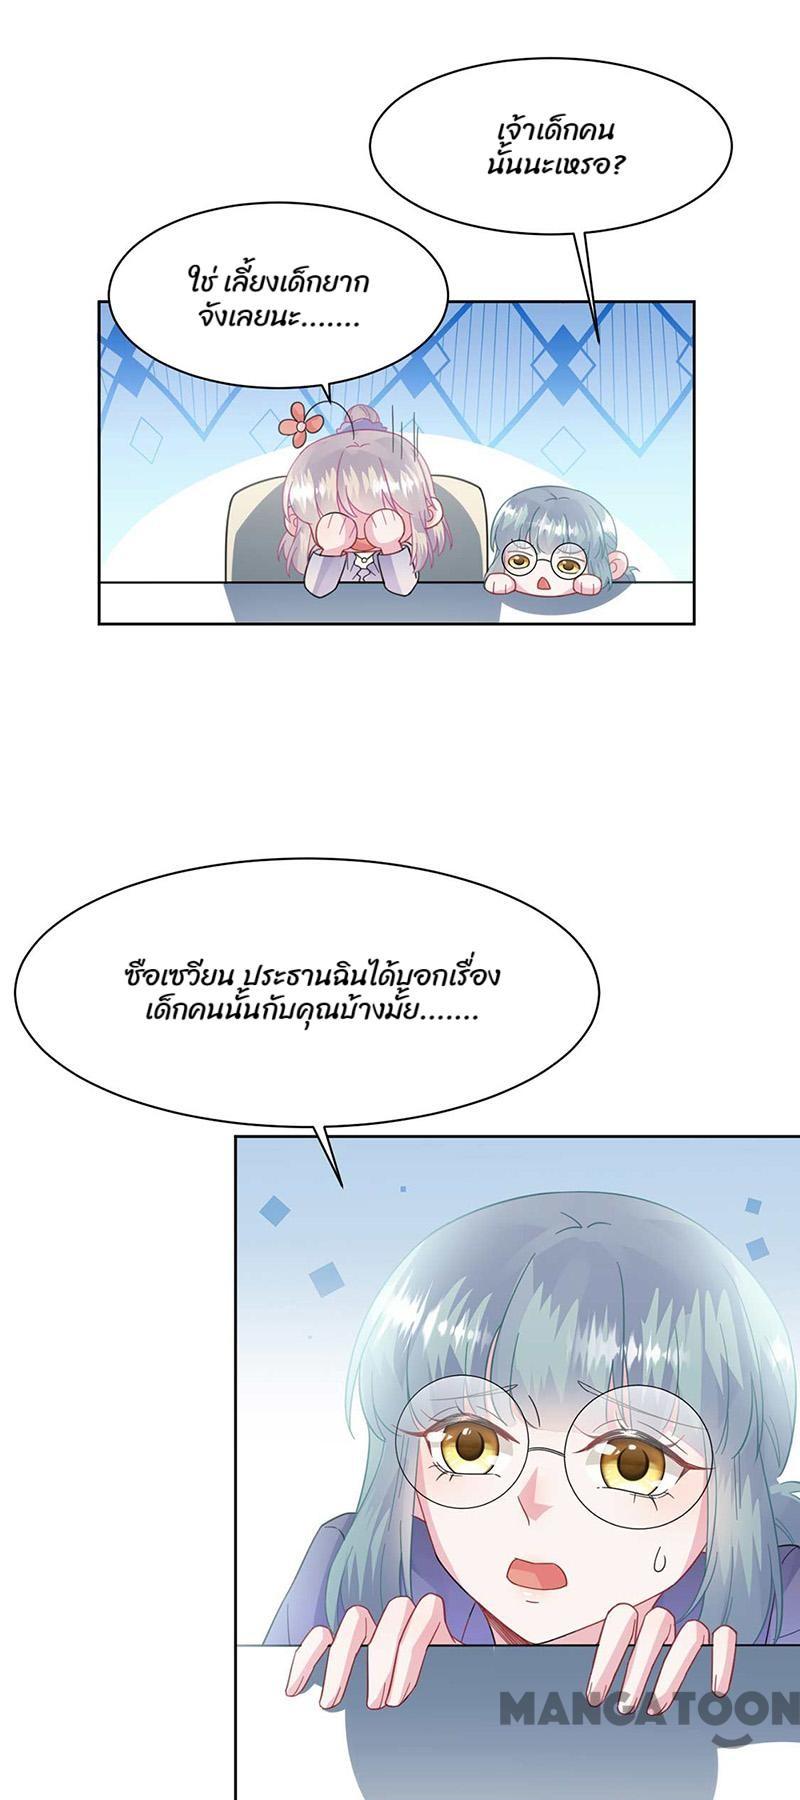 เจ้าเด็กคน
นั้นนะเหรอ?
ใช่ เลี้ยงเด็กยาก
จังเลยนะ.......
ซือเซวียน ประธานฉินได้บอกเรื่อง
เด็กคนนั้นกับคุณบ้างมั้ย.......
MANGATOON